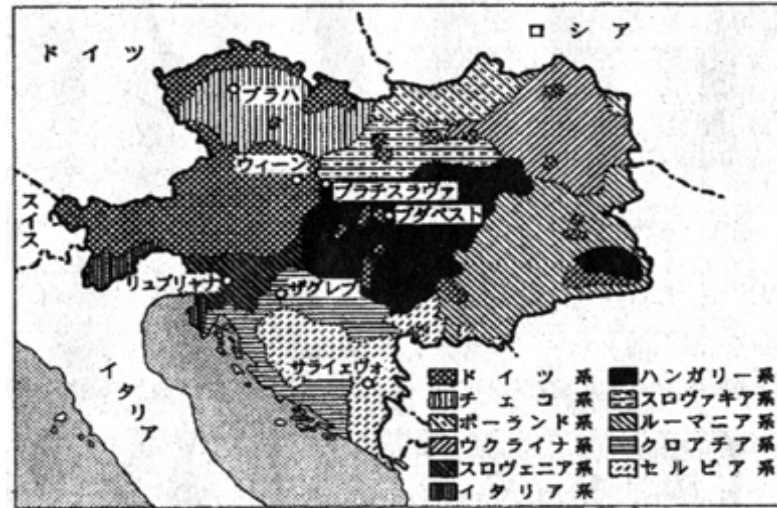 ドイツ
ロシア
プラハ
ウィーン
ブラチスラヴァ
ブダペスト
スイス
リュブリャナ
ザグレブ
サライェヴォ
イタリア
ドイツ系
チェコ系
ポーランド系
ウクライナ系
スロヴェニア系
イタリア系
ハンガリー系
スロヴァキア系
ルーマニア系
クロアチア系
セルビア系